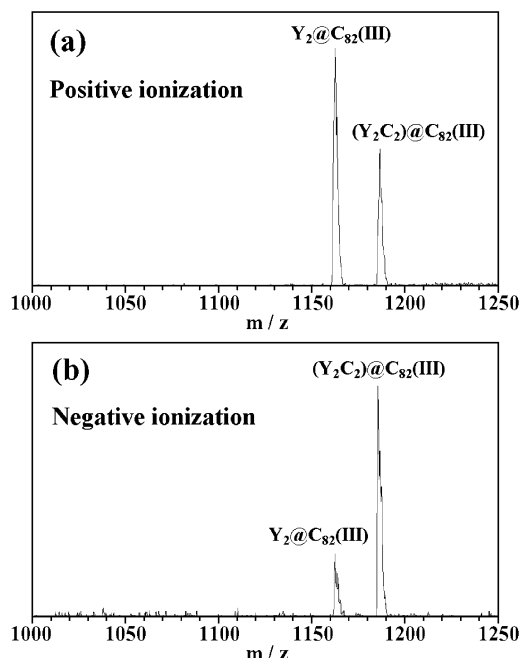 (a)
Y₂@C₈₂(III)
Positive ionization
(Y₂C₂)@C₈₂(III)
1000 1050 1100 1150 1200 1250
m / z
(b)
(Y₂C₂)@C₈₂(III)
Negative ionization
Y₂@C₈₂(III)
1000 1050 1100 1150 1200 1250
m / z